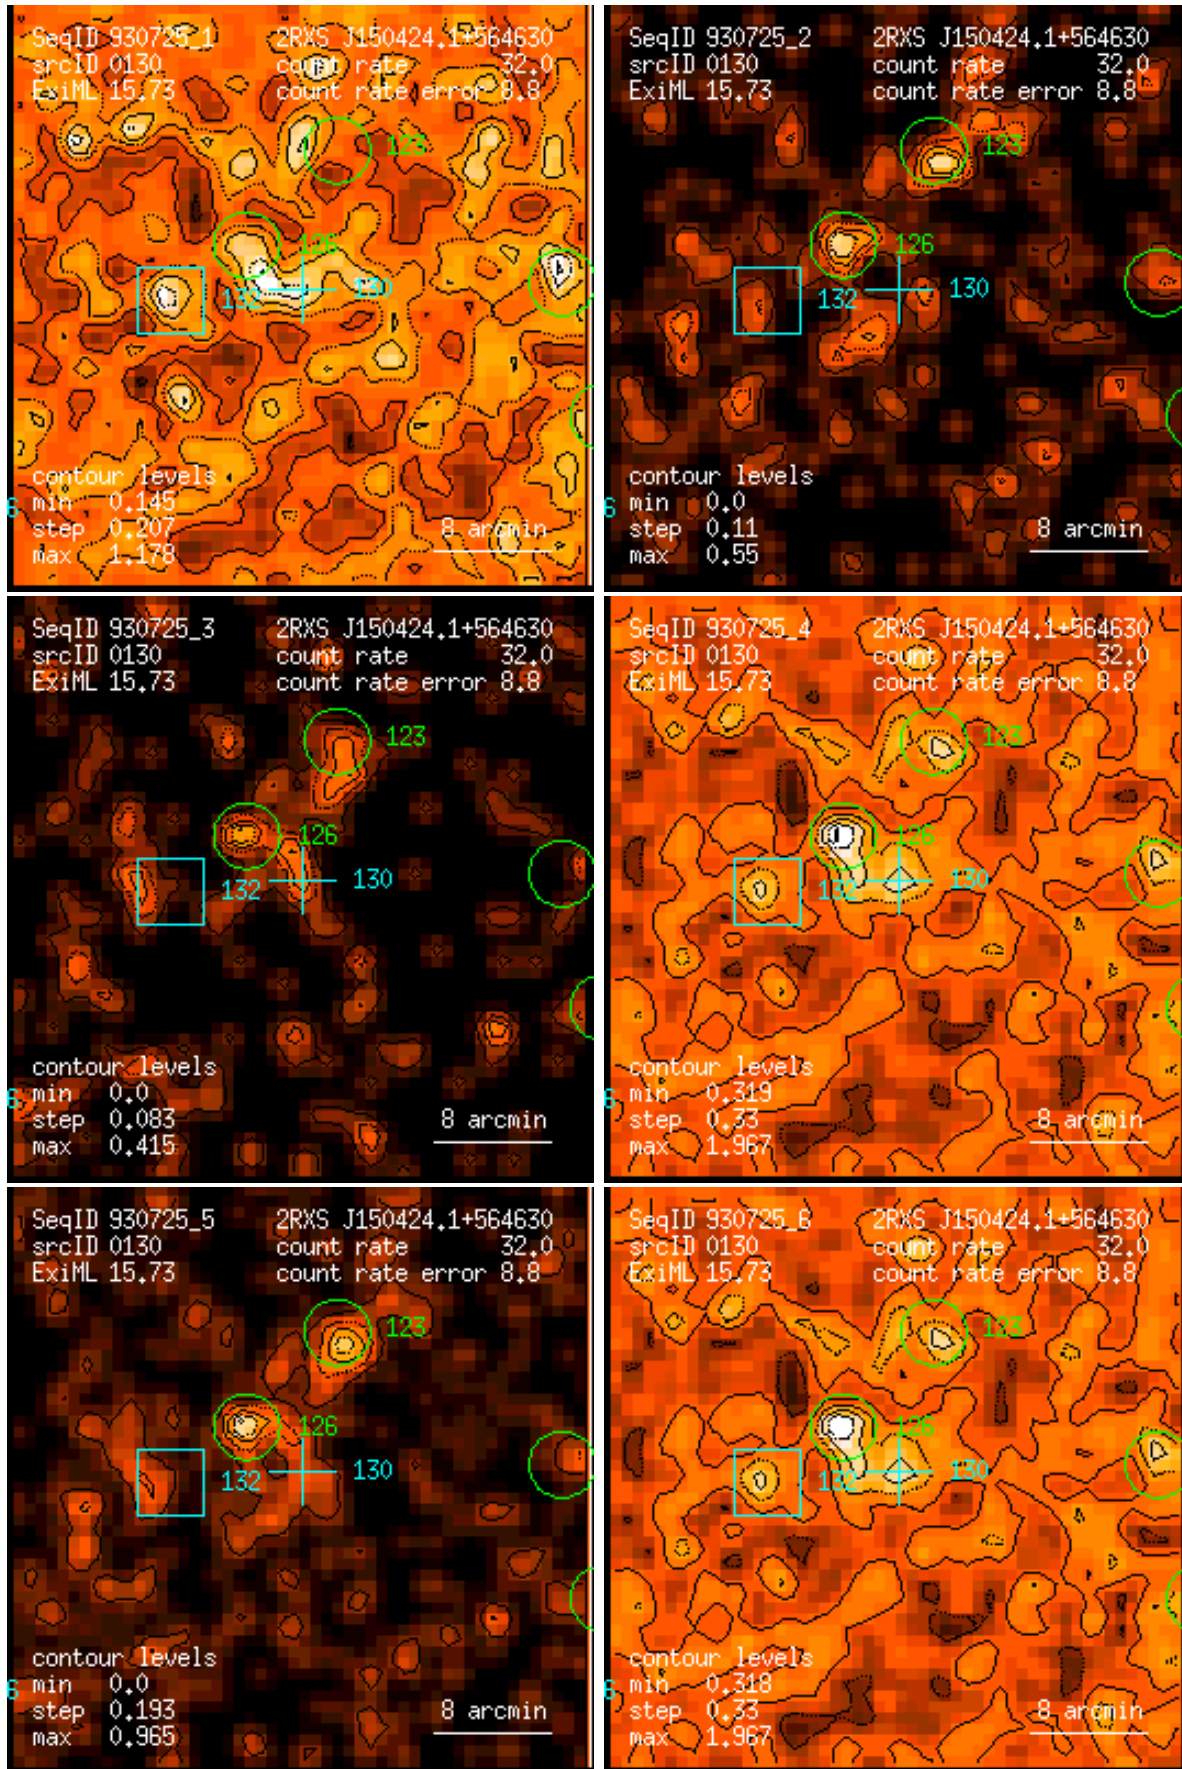 SeqID 930725_1 2RXS J150424.1+564630
srcID 0130 count rate 32.0
ExiML 15.73 count rate error 8.8
123
126
132 130
contour levels
min 0.145
step 0.207
max 1.178
8 arcmin
6
SeqID 930725_2 2RXS J150424.1+564630
srcID 0130 count rate 32.0
ExiML 15.73 count rate error 8.8
123
126
132 130
contour levels
min 0.0
step 0.11
max 0.55
8 arcmin
6
SeqID 930725_3 2RXS J150424.1+564630
srcID 0130 count rate 32.0
ExiML 15.73 count rate error 8.8
123
126
132 130
contour levels
min 0.0
step 0.083
max 0.415
8 arcmin
6
SeqID 930725_4 2RXS J150424.1+564630
srcID 0130 count rate 32.0
ExiML 15.73 count rate error 8.8
123
126
132 130
contour levels
min 0.319
step 0.33
max 1.967
8 arcmin
6
SeqID 930725_5 2RXS J150424.1+564630
srcID 0130 count rate 32.0
ExiML 15.73 count rate error 8.8
123
126
132 130
contour levels
min 0.0
step 0.193
max 0.965
8 arcmin
6
SeqID 930725_6 2RXS J150424.1+564630
srcID 0130 count rate 32.0
ExiML 15.73 count rate error 8.8
123
126
132 130
contour levels
min 0.318
step 0.33
max 1.967
8 arcmin
6